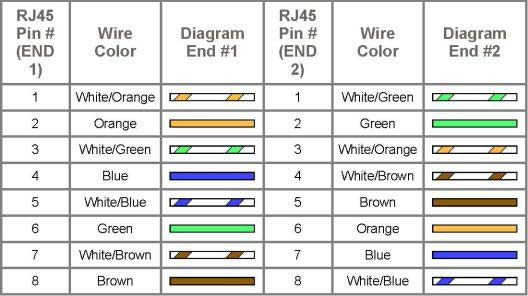 RJ45 Pin # (END 1) Wire Color Diagram End #1 RJ45 Pin # (END 2) Wire Color Diagram End #2
1 White/Orange 1 White/Green
2 Orange 2 Green
3 White/Green 3 White/Orange
4 Blue 4 White/Brown
5 White/Blue 5 Brown
6 Green 6 Orange
7 White/Brown 7 Blue
8 Brown 8 White/Blue